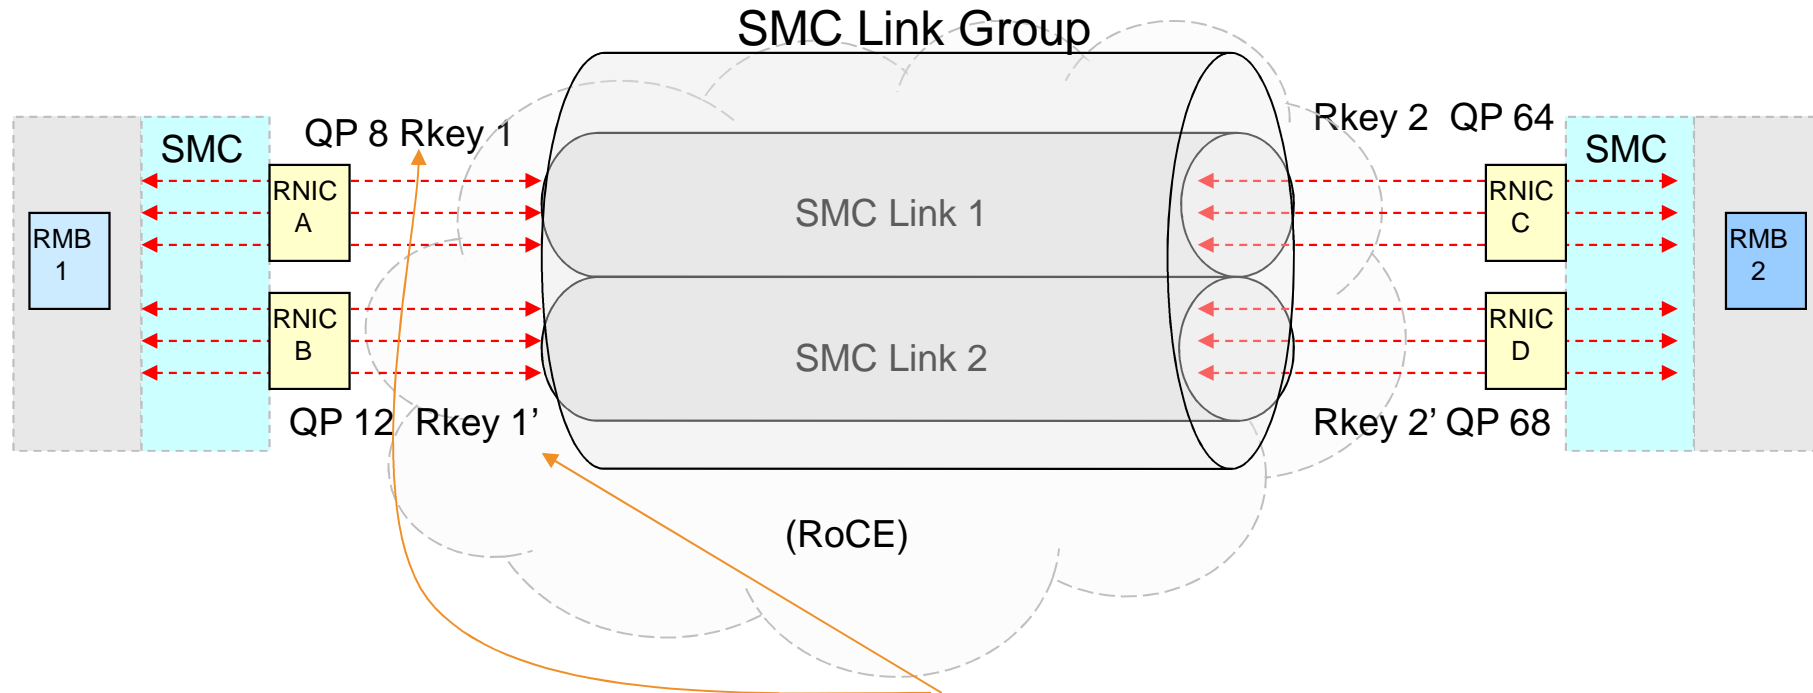 SMC Link Group
QP 8 Rkey 1
Rkey 2 QP 64
SMC
SMC
RNIC
A
RNIC
C
RMB
1
SMC Link 1
RMB
2
RNIC
B
RNIC
D
SMC Link 2
QP 12 Rkey 1’
Rkey 2’ QP 68
(RoCE)